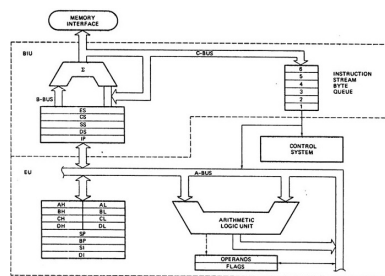 MEMORY
INTERFACE
BIU
C-BUS
Σ
B-BUS
6
5
4
3
2
1
INSTRUCTION
STREAM
BYTE
QUEUE
ES
CS
SS
DS
IP
CONTROL
SYSTEM
EU
A-BUS
AH AL
BH BL
CH CL
DH DL
SP
BP
SI
DI
ARITHMETIC
LOGIC UNIT
OPERANDS
FLAGS